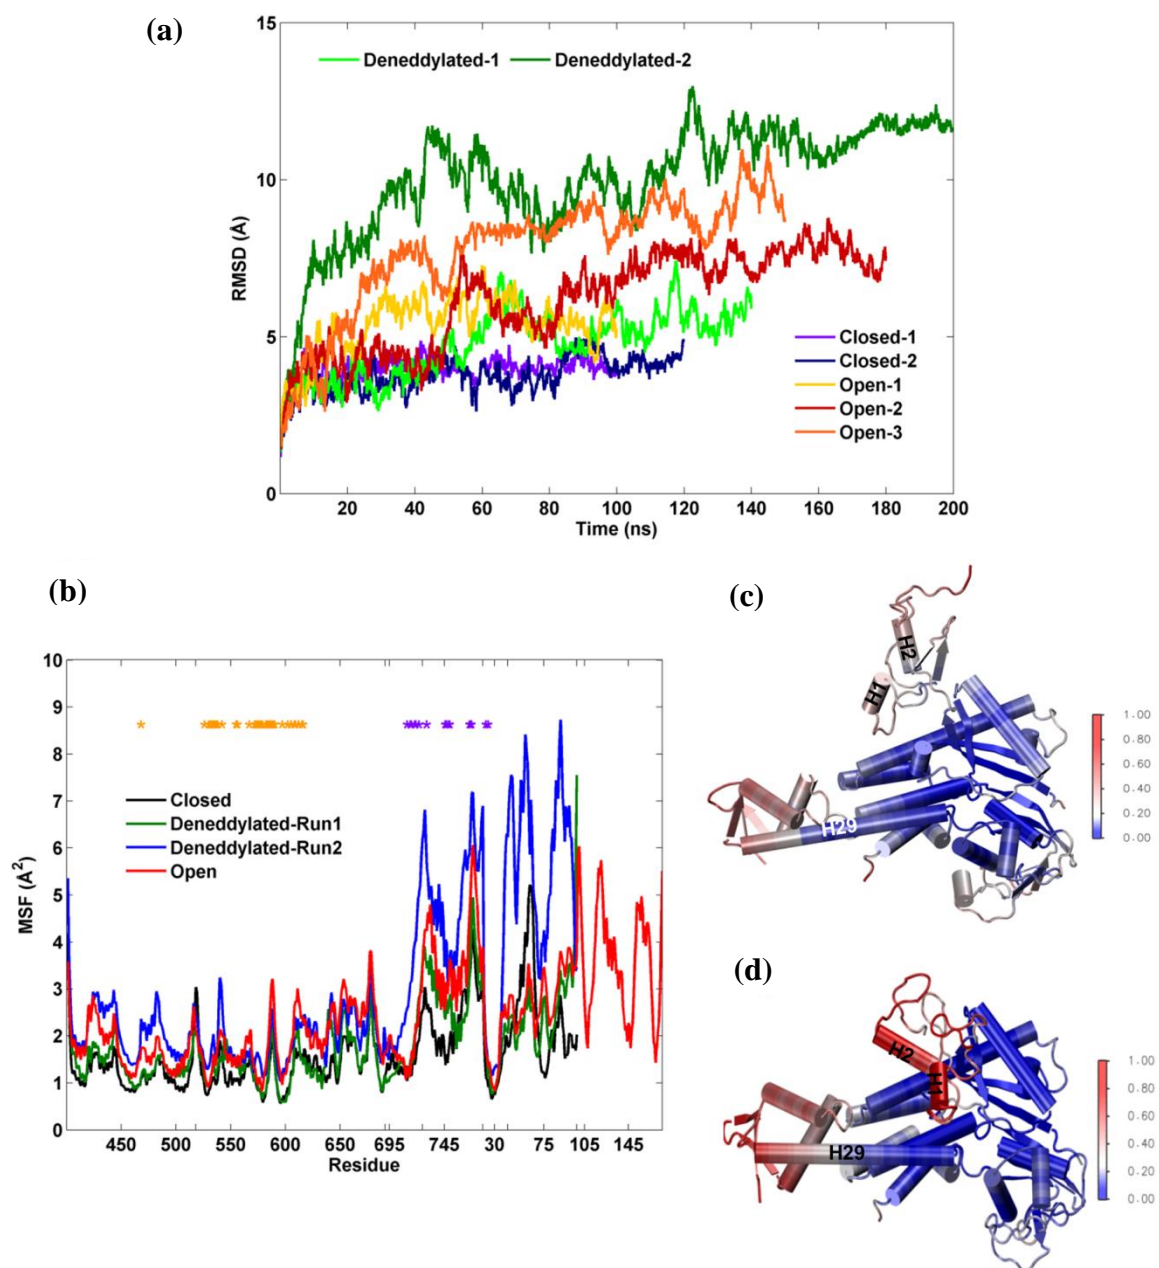 (a)
15
Deneddylated-1 Deneddylated-2
10
RMSD (Å)
5
Closed-1
Closed-2
Open-1
Open-2
Open-3
0
20 40 60 80 100 120 140 160 180 200
Time (ns)
(b)
10
9
8
7
6
5
4
3
2
1
0
MSF (Å²)
Closed
Deneddylated-Run1
Deneddylated-Run2
Open
450 500 550 600 650 695 745 30 75 105 145
Residue
(c)
H2
H1
H29
1.00
0.80
0.60
0.40
0.20
0.00
(d)
H2
H1
H29
1.00
0.80
0.60
0.40
0.20
0.00